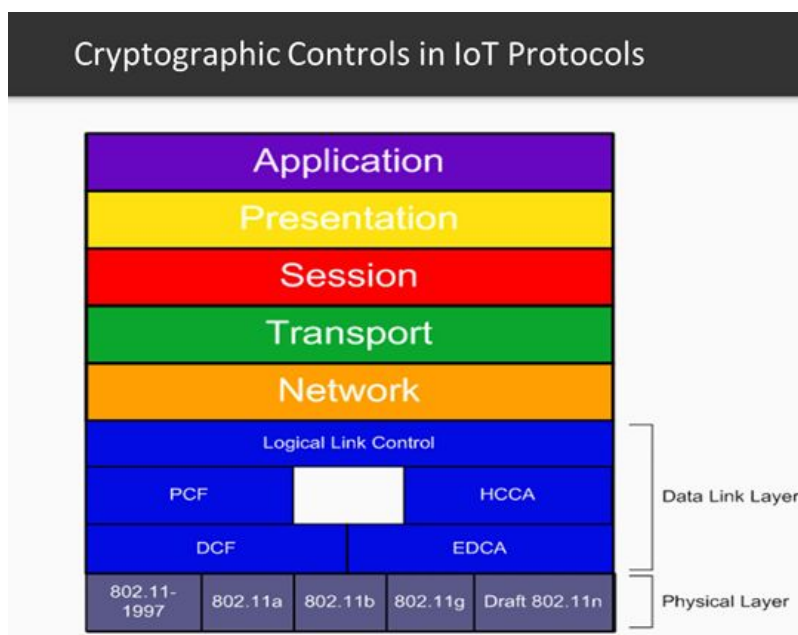 Cryptographic Controls in IoT Protocols
Application
Presentation
Session
Transport
Network
Logical Link Control
PCF
HCCA
Data Link Layer
DCF
EDCA
802.11-
1997
802.11a
802.11b
802.11g
Draft 802.11n
Physical Layer